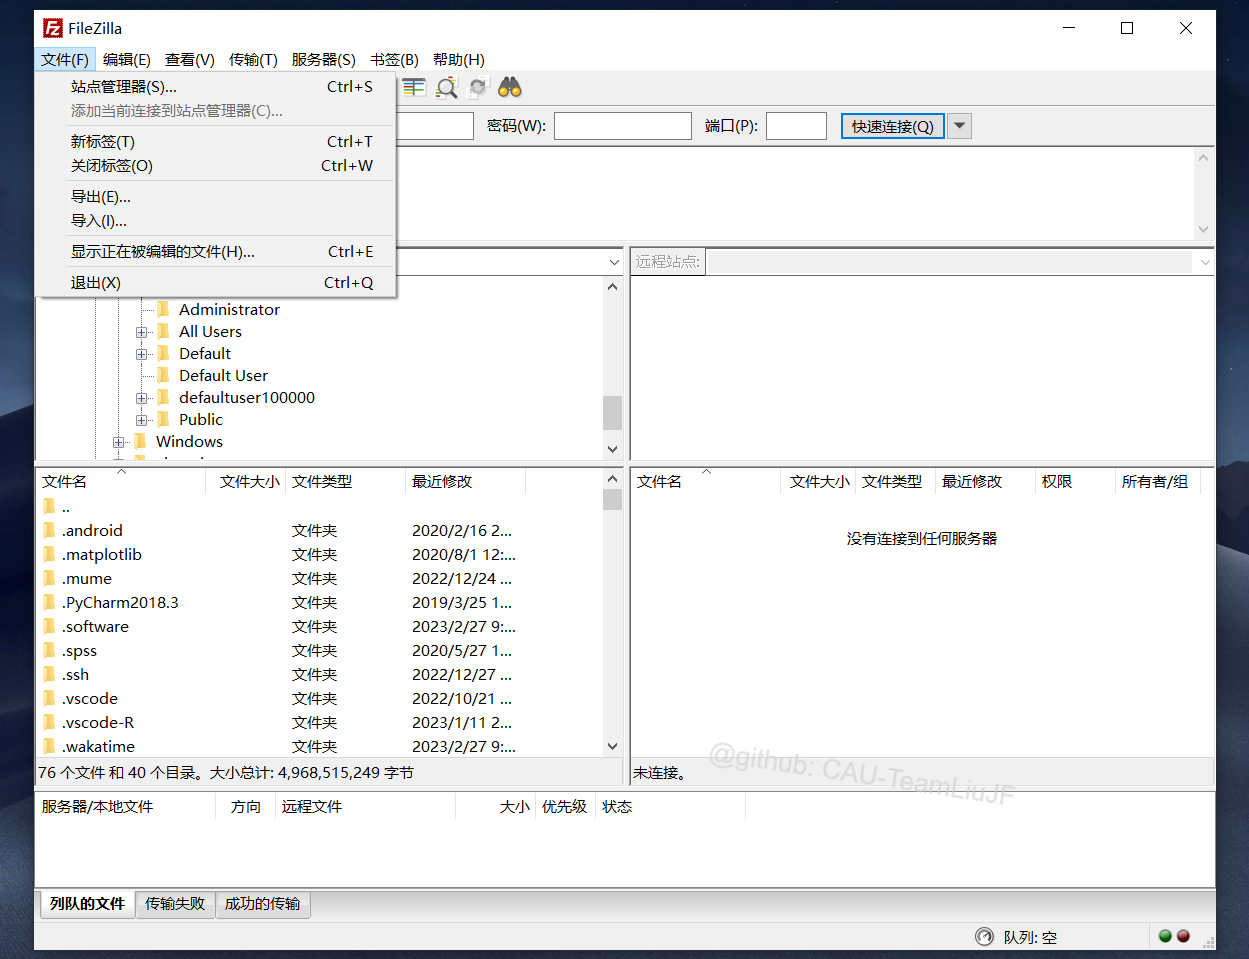 FileZilla
文件(F) 编辑(E) 查看(V) 传输(T) 服务器(S) 书签(B) 帮助(H)
站点管理器(S)... Ctrl+S
添加当前连接到站点管理器(C)...
新标签(T) Ctrl+T
关闭标签(O) Ctrl+W
导出(E)...
导入(I)...
显示正在被编辑的文件(H)... Ctrl+E
退出(X) Ctrl+Q
密码(W): 端口(P): 快速连接(Q)
远程站点:
Administrator
All Users
Default
Default User
defaultuser100000
Public
Windows
文件名 文件大小 文件类型 最近修改
..
.android 文件夹 2020/2/16 2...
.matplotlib 文件夹 2020/8/1 12:...
.mume 文件夹 2022/12/24 ...
.PyCharm2018.3 文件夹 2019/3/25 1...
.software 文件夹 2023/2/27 9:...
.spss 文件夹 2020/5/27 1...
.ssh 文件夹 2022/12/27 ...
.vscode 文件夹 2022/10/21 ...
.vscode-R 文件夹 2023/1/11 2...
.wakatime 文件夹 2023/2/27 9:...
76 个文件 和 40 个目录。大小总计: 4,968,515,249 字节
文件名 文件大小 文件类型 最近修改 权限 所有者/组
没有连接到任何服务器
未连接。
@github: CAU-TeamLiuJF
服务器/本地文件 方向 远程文件 大小 优先级 状态
列队的文件 传输失败 成功的传输
队列: 空